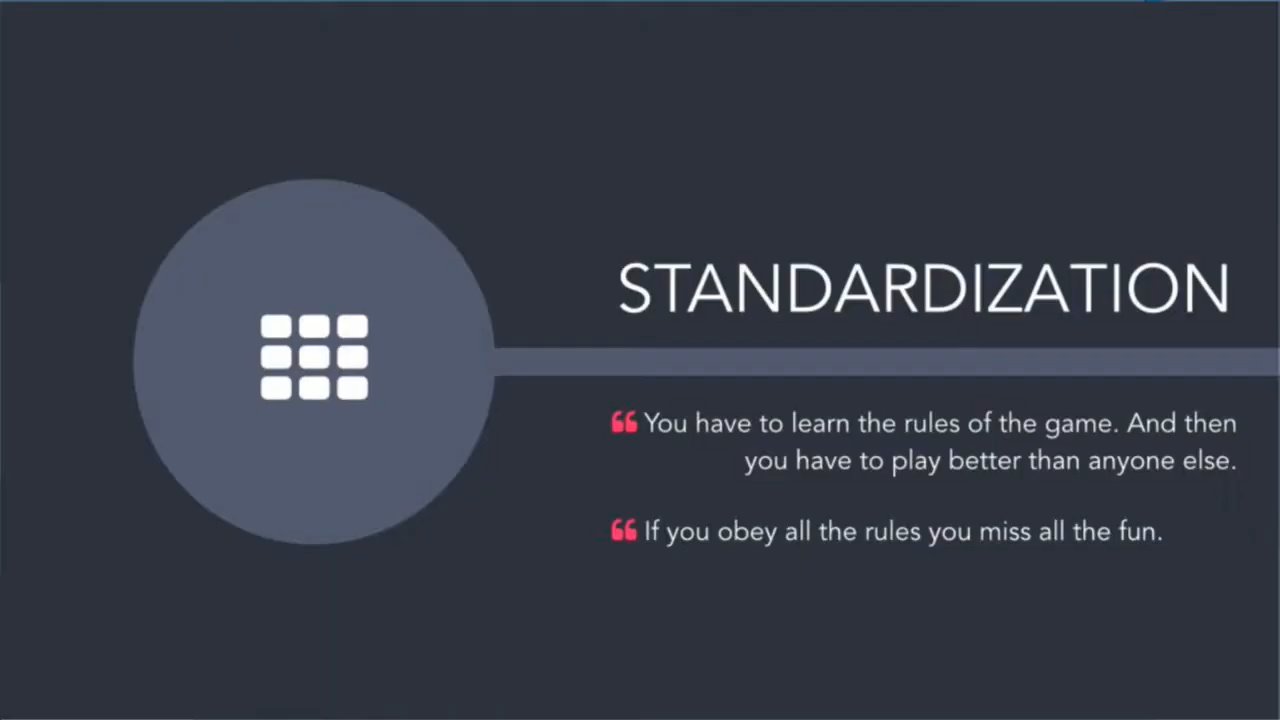 STANDARDIZATION
❝ You have to learn the rules of the game. And then
you have to play better than anyone else.
❝ If you obey all the rules you miss all the fun.